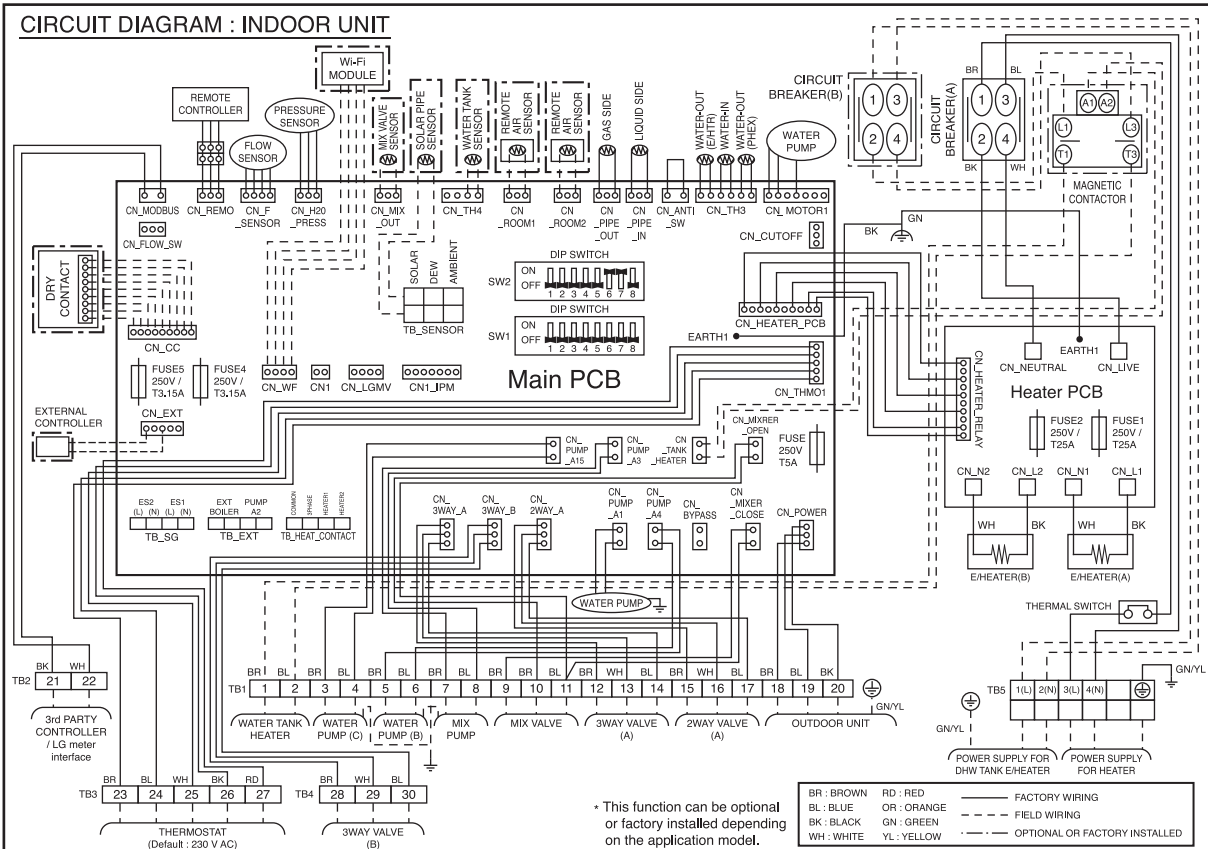 CIRCUIT DIAGRAM : INDOOR UNIT
Wi-Fi
MODULE
REMOTE
CONTROLLER
PRESSURE
SENSOR
FLOW
SENSOR
MIX VALVE
SENSOR
SOLAR PIPE
SENSOR
WATER TANK
SENSOR
REMOTE
AIR
SENSOR
REMOTE
AIR
SENSOR
GAS SIDE
LIQUID SIDE
WATER-OUT
(E/HTR)
WATER-IN
WATER-OUT
(PHEX)
WATER
PUMP
CIRCUIT
BREAKER(B)
1 3
2 4
CIRCUIT
BREAKER(A)
BR BL
1 3
2 4
BK WH
A1 A2
L1 L3
T1 T3
MAGNETIC
CONTACTOR
CN_MODBUS
CN_REMO
CN_F
_SENSOR
CN_H20
_PRESS
CN_MIX
_OUT
CN_TH4
CN
_ROOM1
CN
_ROOM2
CN
_PIPE
_OUT
CN
_PIPE
_IN
CN_ANTI
_SW
CN_TH3
CN_MOTOR1
CN_FLOW_SW
CN_CUTOFF
BK
GN
DRY
CONTACT
CN_CC
SOLAR
DEW
AMBIENT
TB_SENSOR
DIP SWITCH
SW2
ON
OFF
1 2 3 4 5 6 7 8
DIP SWITCH
SW1
ON
OFF
1 2 3 4 5 6 7 8
CN_HEATER_PCB
EARTH1
CN_THMO1
FUSE5
250V /
T3.15A
FUSE4
250V /
T3.15A
CN_WF
CN1
CN_LGMV
CN1_IPM
Main PCB
CN_EXT
EXTERNAL
CONTROLLER
CN_
PUMP
_A15
CN_
PUMP
_A3
CN
_TANK
_HEATER
CN_MIXRER
_OPEN
FUSE
250V
T5A
ES2 ES1
(L) (N) (L) (N)
TB_SG
EXT PUMP
BOILER A2
TB_EXT
COMMON
3PHASE
HEATER1
HEATER2
TB_HEAT_CONTACT
CN_
3WAY_A
CN_
3WAY_B
CN_
2WAY_A
CN_
PUMP
_A1
CN_
PUMP
_A4
CN_
BYPASS
CN
_MIXER
_CLOSE
CN_POWER
WATER PUMP
CN_NEUTRAL
EARTH1
CN_LIVE
CN_HEATER_RELAY
Heater PCB
FUSE2
250V /
T25A
FUSE1
250V /
T25A
CN_N2 CN_L2 CN_N1 CN_L1
WH BK WH BK
E/HEATER(B) E/HEATER(A)
THERMAL SWITCH
BK WH
TB2 21 22
3rd PARTY
CONTROLLER
/ LG meter
interface
BR BL BR BL BR BL BR BL BR BL BL BR WH BL BR WH BL BR BL BK
TB1 1 2 3 4 5 6 7 8 9 10 11 12 13 14 15 16 17 18 19 20
GN/YL
WATER TANK
HEATER
WATER
PUMP (C)
WATER
PUMP (B)
MIX
PUMP
MIX VALVE
3WAY VALVE
(A)
2WAY VALVE
(A)
OUTDOOR UNIT
GN/YL
TB5 1(L) 2(N) 3(L) 4(N)
GN/YL
POWER SUPPLY FOR
DHW TANK E/HEATER
POWER SUPPLY
FOR HEATER
BR BL WH BK RD
TB3 23 24 25 26 27
THERMOSTAT
(Default : 230 V AC)
BR WH BL
TB4 28 29 30
3WAY VALVE
(B)
* This function can be optional
or factory installed depending
on the application model.
BR : BROWN RD : RED
BL : BLUE OR : ORANGE
BK : BLACK GN : GREEN
WH : WHITE YL : YELLOW
FACTORY WIRING
FIELD WIRING
OPTIONAL OR FACTORY INSTALLED